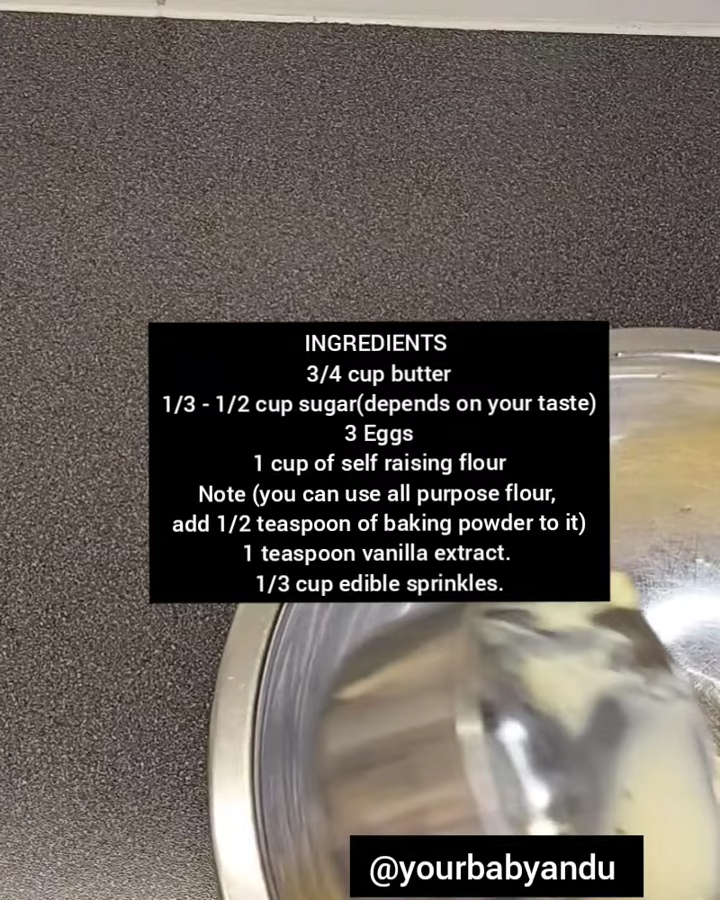 INGREDIENTS
3/4 cup butter
1/3 - 1/2 cup sugar(depends on your taste)
3 Eggs
1 cup of self raising flour
Note (you can use all purpose flour,
add 1/2 teaspoon of baking powder to it)
1 teaspoon vanilla extract.
1/3 cup edible sprinkles.
@yourbabyandu